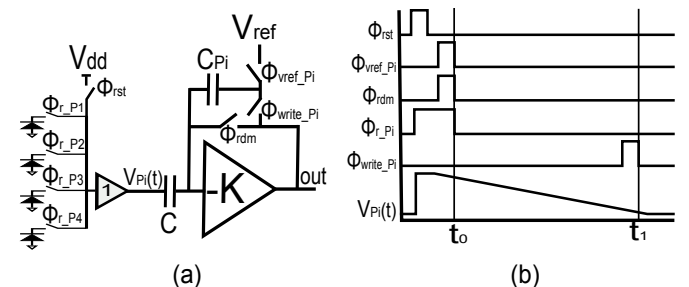 Vdd
Φrst
Φr_P1
Φr_P2
Φr_P3
Φr_P4
1
VPi(t)
C
CPi
Vref
Φvref_Pi
Φwrite_Pi
Φrdm
-K
out
(a)
Φrst
Φvref_Pi
Φrdm
Φr_Pi
Φwrite_Pi
VPi(t)
t0
t1
(b)